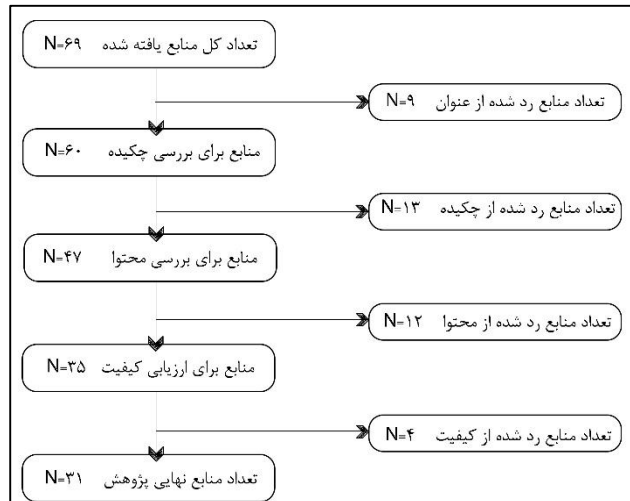 تعداد کل منابع یافته شده N=۶۹
تعداد منابع رد شده از عنوان N=۹
منابع برای بررسی چکیده N=۶۰
تعداد منابع رد شده از چکیده N=۱۳
منابع برای بررسی محتوا N=۴۷
تعداد منابع رد شده از محتوا N=۱۲
منابع برای ارزیابی کیفیت N=۳۵
تعداد منابع رد شده از کیفیت N=۴
تعداد منابع نهایی پژوهش N=۳۱